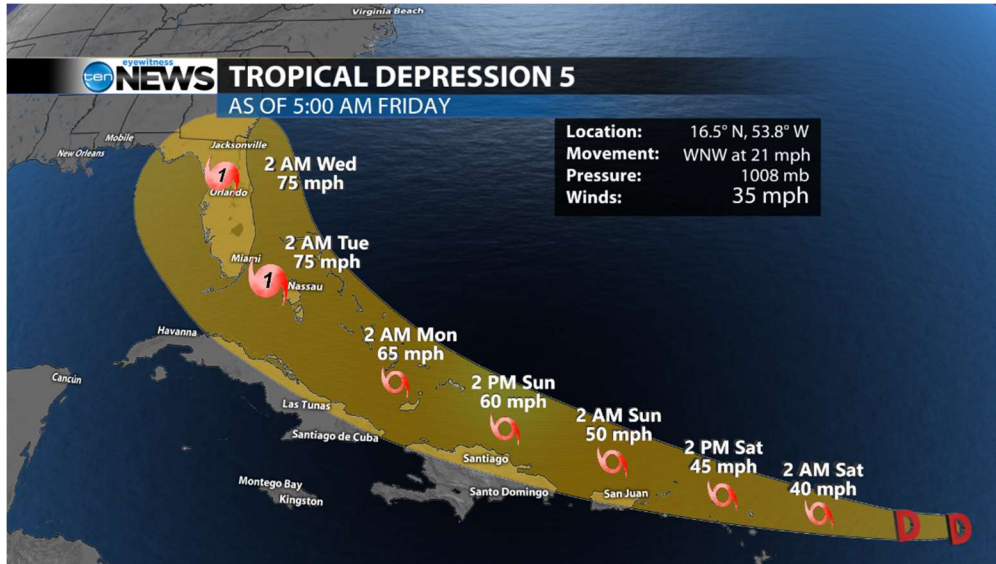 Virginia Beach
eyewitness
ten NEWS
TROPICAL DEPRESSION 5
AS OF 5:00 AM FRIDAY
Location: 16.5° N, 53.8° W
Movement: WNW at 21 mph
Pressure: 1008 mb
Winds: 35 mph
Mobile
New Orleans
Jacksonville
2 AM Wed
75 mph
1
Orlando
2 AM Tue
75 mph
Miami
1
Nassau
Havanna
2 AM Mon
65 mph
Cancún
2 PM Sun
60 mph
Las Tunas
2 AM Sun
50 mph
Santiago de Cuba
2 PM Sat
45 mph
Santiago
2 AM Sat
40 mph
Montego Bay
Kingston
Santo Domingo
San Juan
D
D